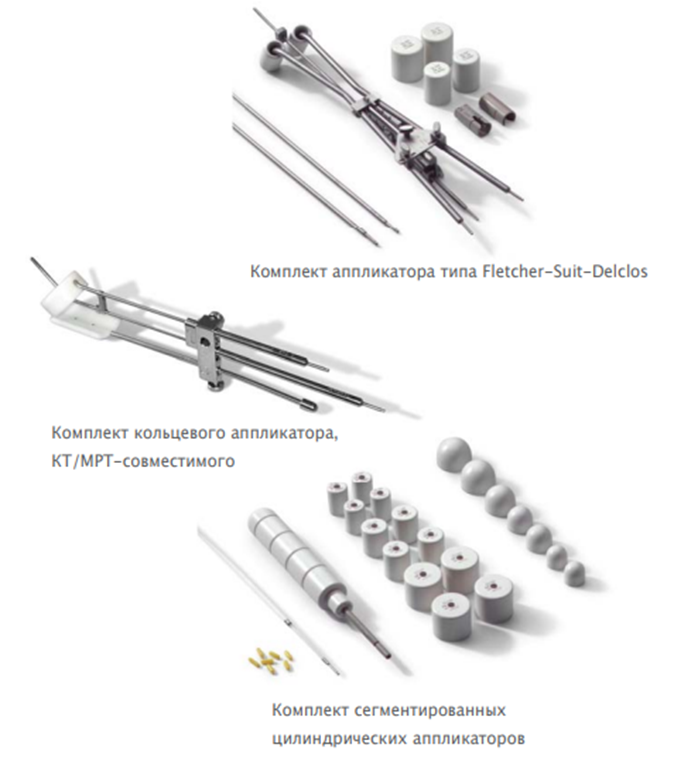 Комплект аппликатора типа Fletcher-Suit-Delclos
Комплект кольцевого аппликатора,
КТ/МРТ-совместимого
Комплект сегментированных
цилиндрических аппликаторов